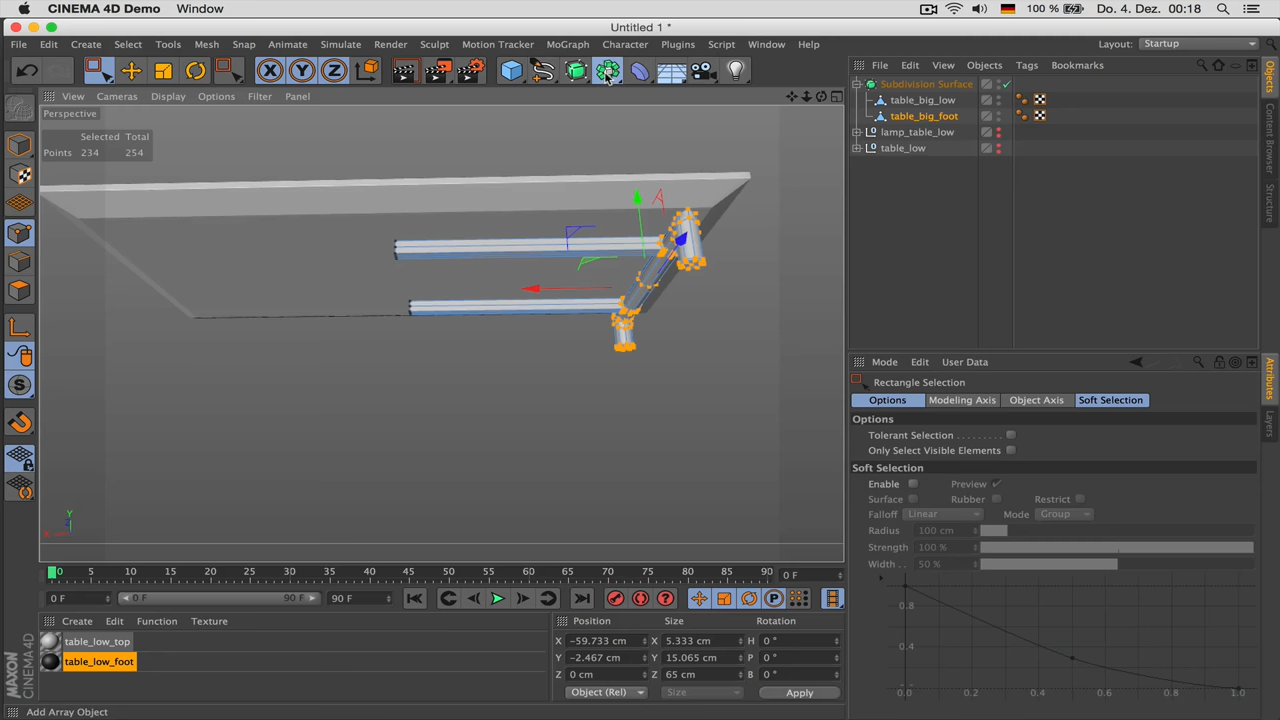 CINEMA 4D Demo Window 100 % Do. 4. Dez. 00:18
Untitled 1 *
File Edit Create Select Tools Mesh Snap Animate Simulate Render Sculpt Motion Tracker MoGraph Character Plugins Script Window Help Layout: Startup
X Y Z
File Edit View Objects Tags Bookmarks
View Cameras Display Options Filter Panel
Perspective
Selected Total
Points 234 254
Subdivision Surface
table_big_low
table_big_foot
lamp_table_low
table_low
Objects
Content Browser
Structure
Mode Edit User Data
Rectangle Selection
Options Modeling Axis Object Axis Soft Selection
Options
Tolerant Selection
Only Select Visible Elements
Soft Selection
Enable Preview
Surface Rubber Restrict
Falloff Linear Mode Group
Radius 100 cm
Strength 100 %
Width 50 %
0.8
0.4
0.0 0.2 0.4 0.6 0.8 1.0
Attributes
Layers
Y
0 5 10 15 20 25 30 35 40 45 50 55 60 65 70 75 80 85 90 0 F
0 F 0 F 90 F 90 F
Create Edit Function Texture
table_low_top
table_low_foot
Position Size Rotation
X -59.733 cm X 5.333 cm H 0 °
Y -2.467 cm Y 15.065 cm P 0 °
Z 0 cm Z 65 cm B 0 °
Object (Rel) Size Apply
MAXON
CINEMA 4D
Add Array Object